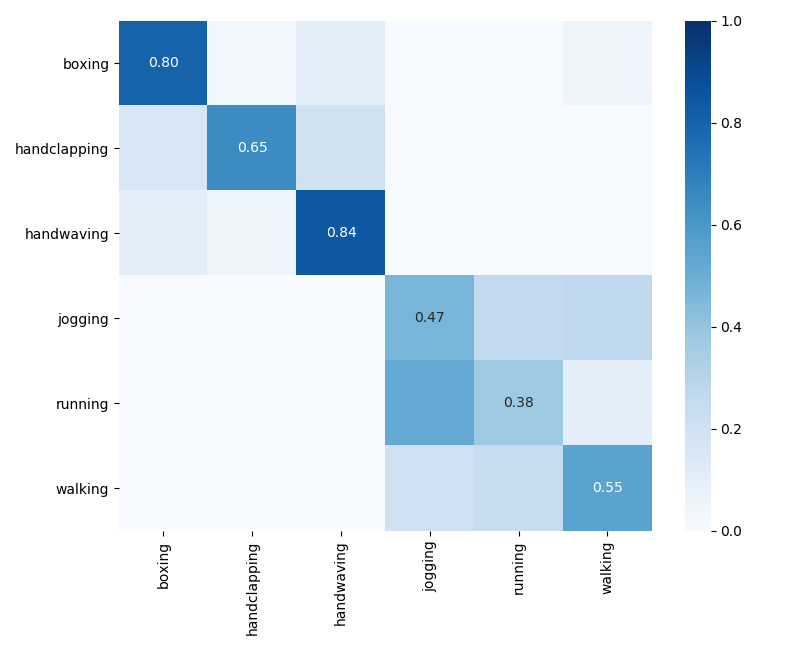 boxing 0.80
handclapping 0.65
handwaving 0.84
jogging 0.47
running 0.38
walking 0.55
boxing handclapping handwaving jogging running walking
1.0
0.8
0.6
0.4
0.2
0.0